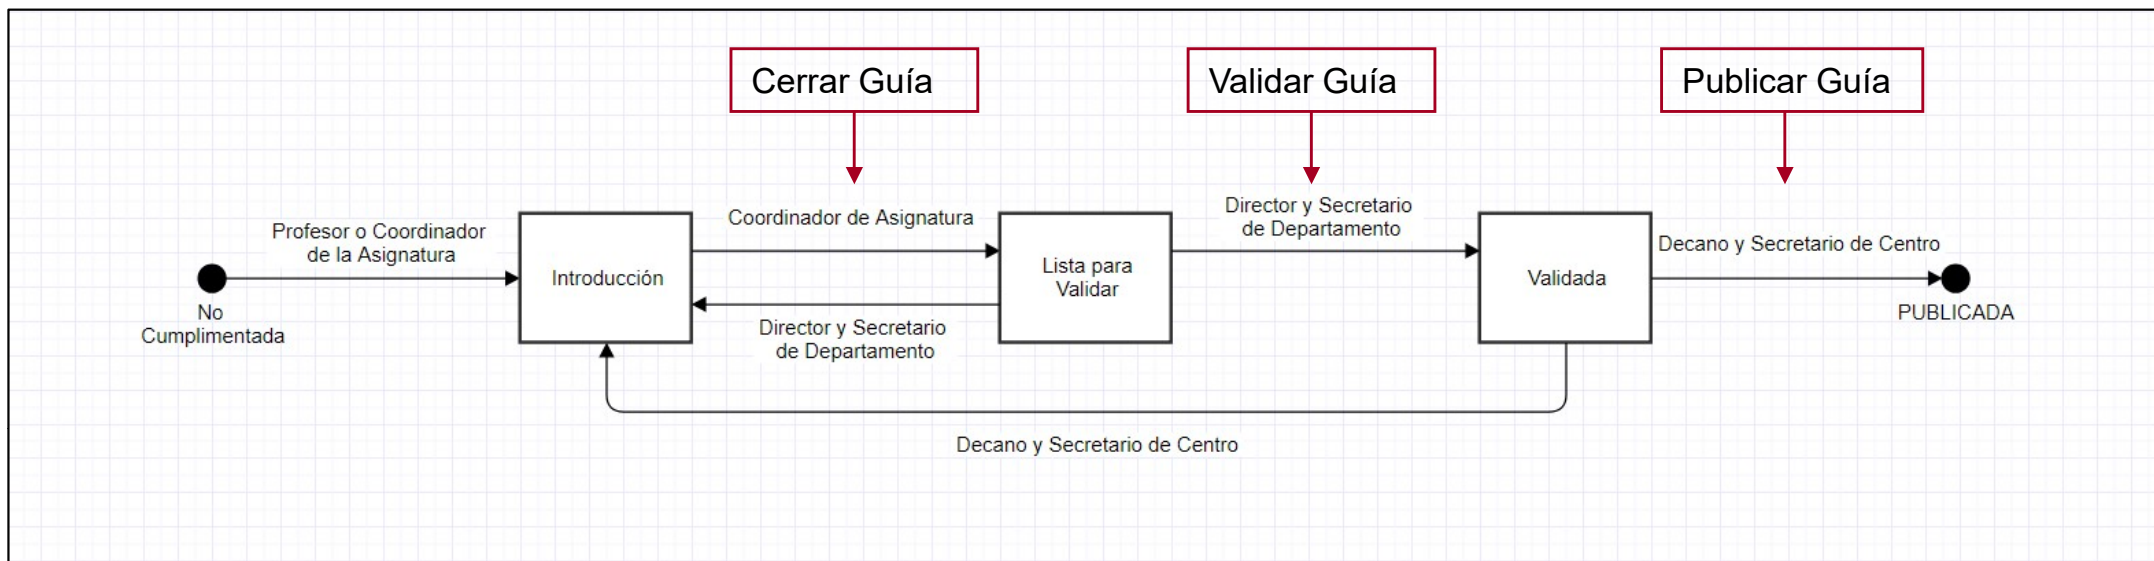 Cerrar Guía
Validar Guía
Publicar Guía
Profesor o Coordinador
de la Asignatura
Coordinador de Asignatura
Director y Secretario
de Departamento
Decano y Secretario de Centro
No
Cumplimentada
Introducción
Lista para
Validar
Validada
PUBLICADA
Director y Secretario
de Departamento
Decano y Secretario de Centro